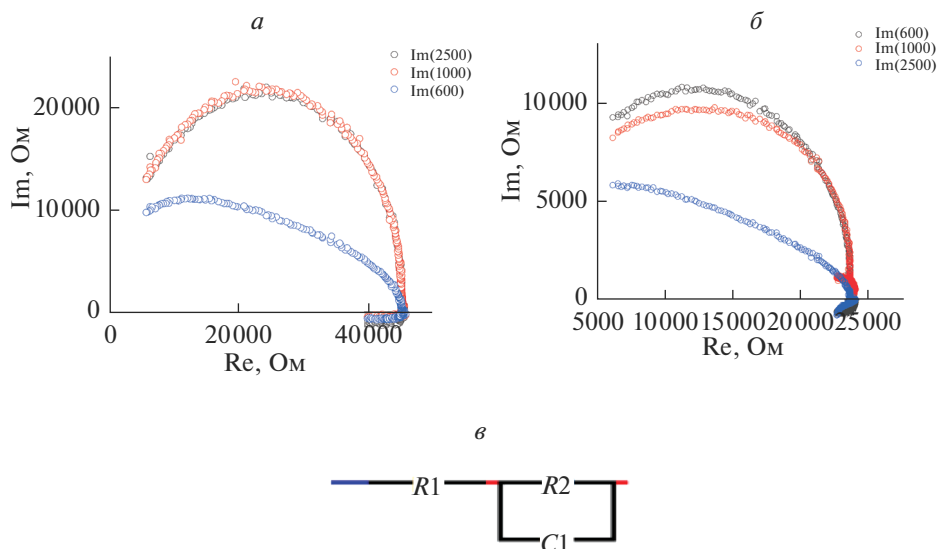 а
Im(2500)
Im(1000)
Im(600)
Im, Ом
20000
10000
0
0
20000
40000
Re, Ом
б
Im(600)
Im(1000)
Im(2500)
Im, Ом
10000
5000
0
5000
10000
15000
20000
25000
Re, Ом
в
R1
R2
C1